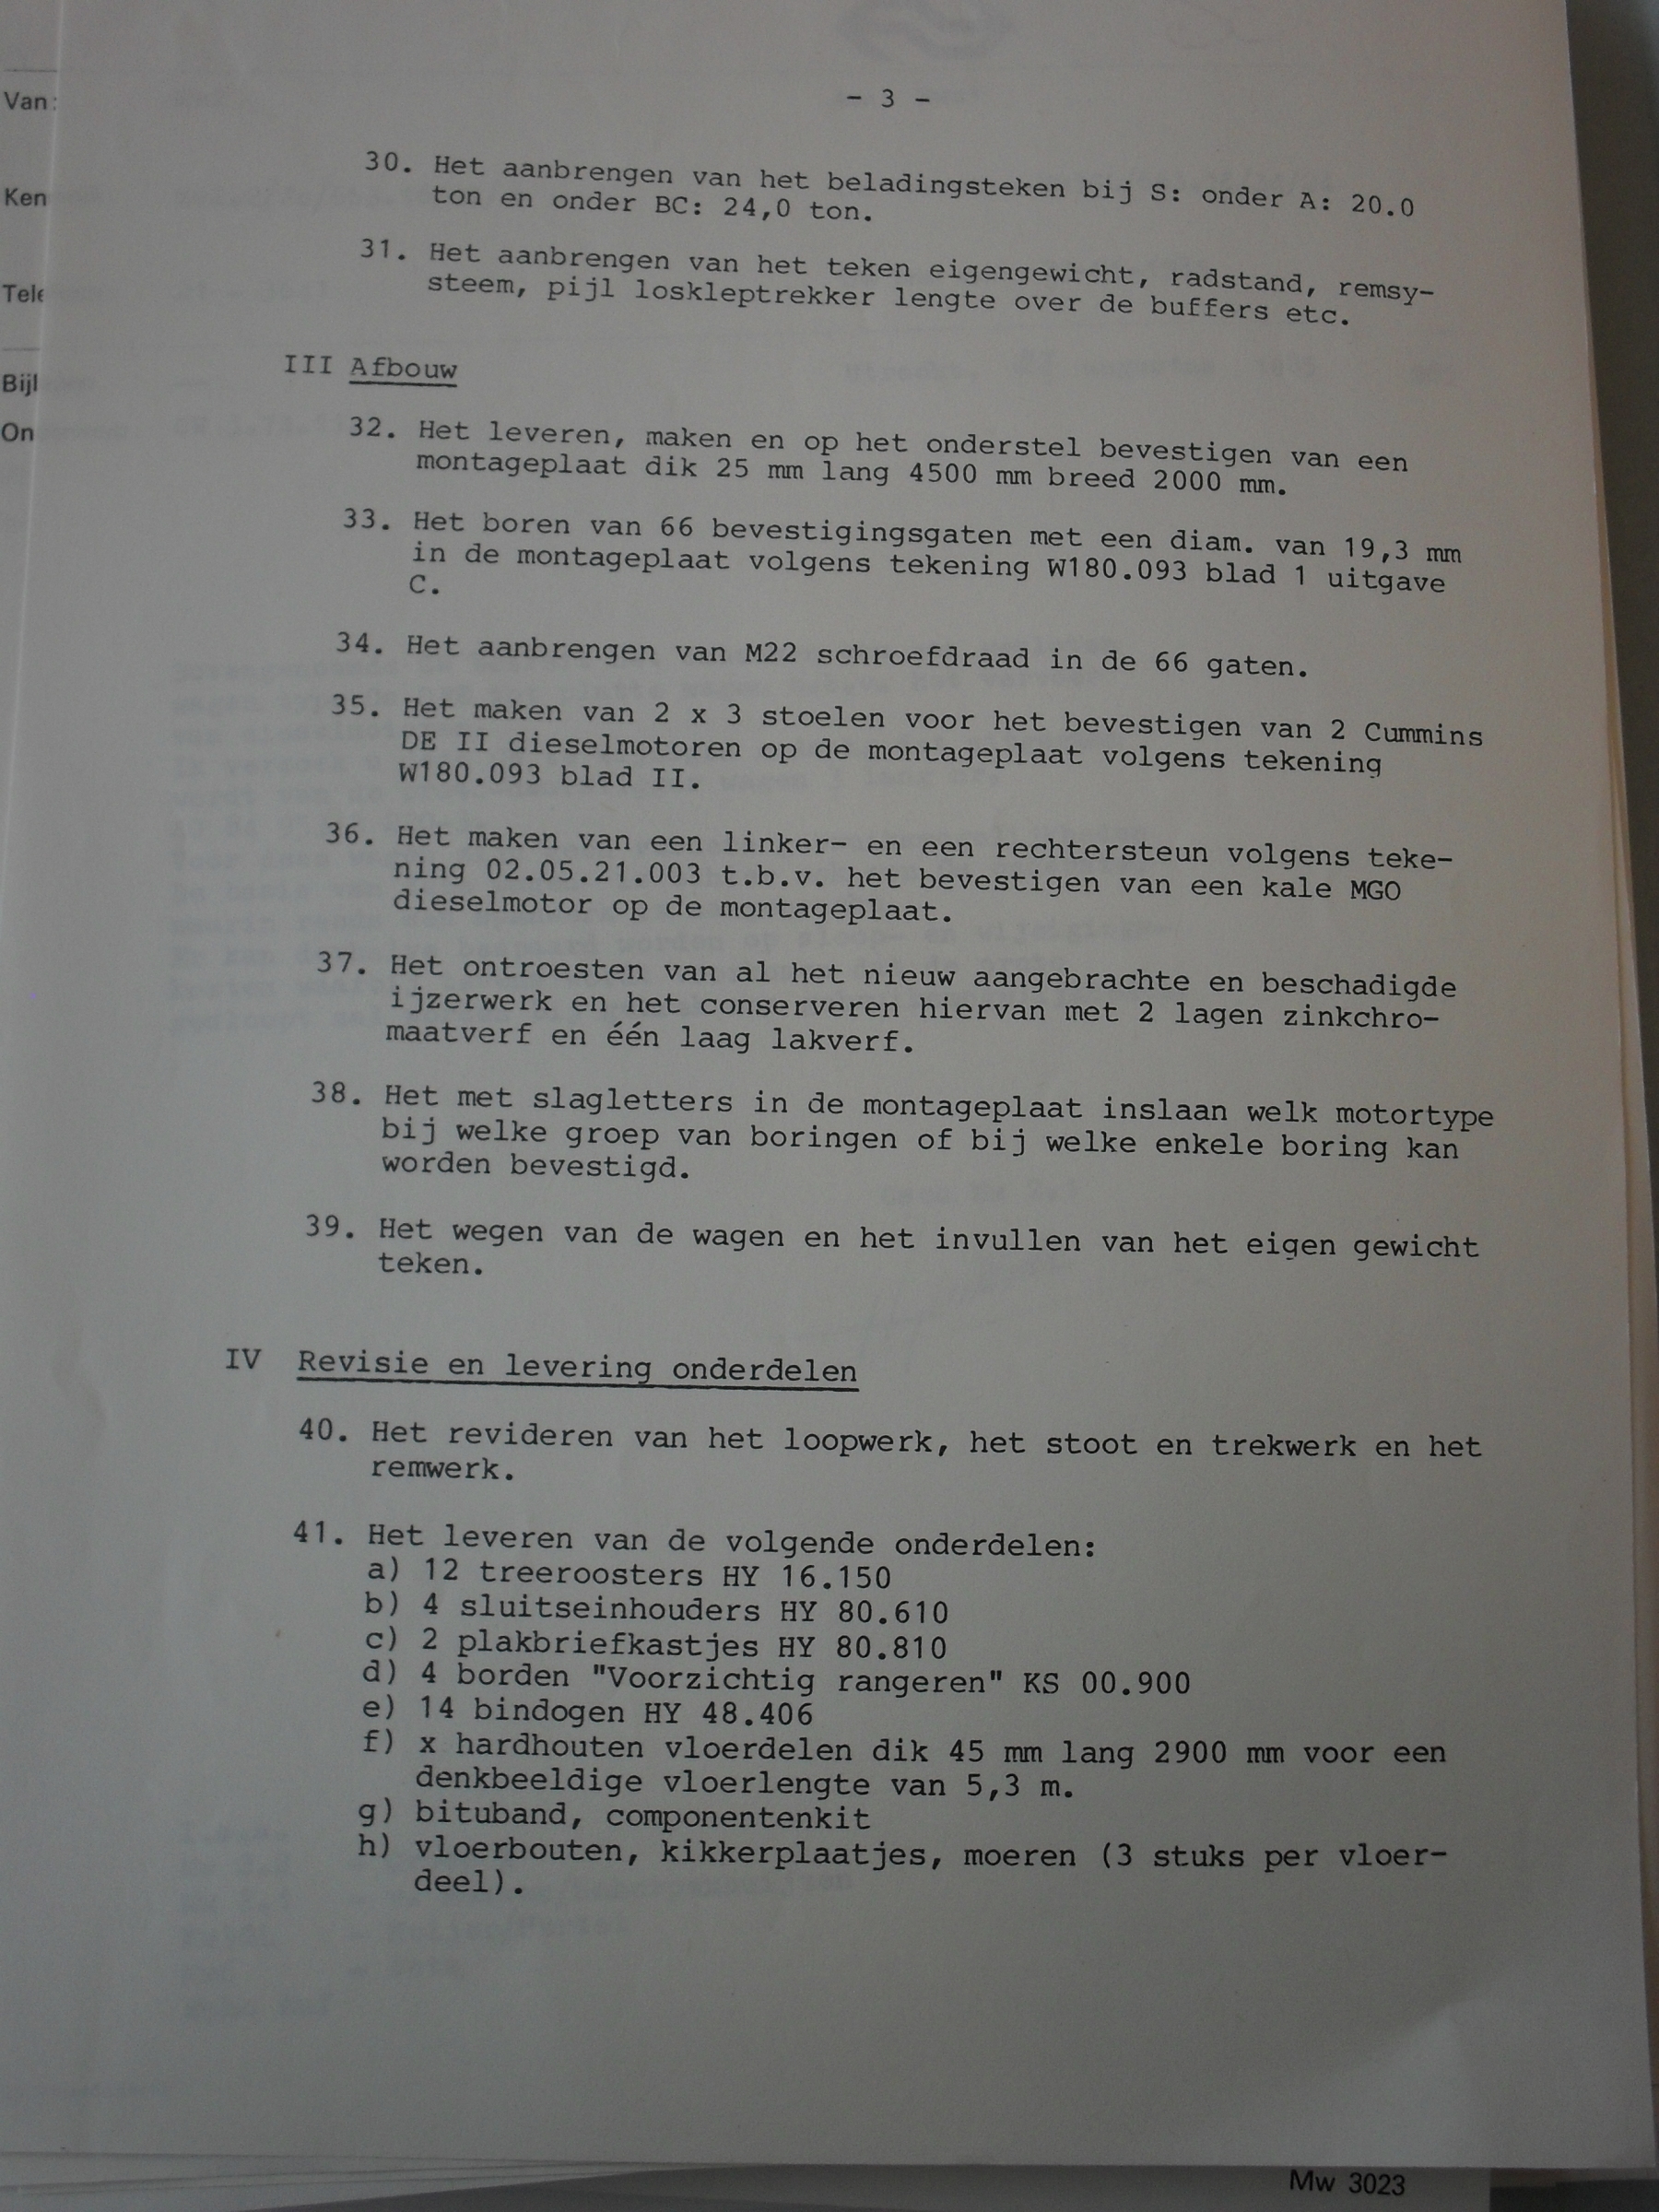 Van:
Ken
Tele
Bijl
On
- 3 -
30. Het aanbrengen van het beladingsteken bij S: onder A: 20.0
ton en onder BC: 24,0 ton.
31. Het aanbrengen van het teken eigengewicht, radstand, remsy-
steem, pijl loskleptrekker lengte over de buffers etc.
III Afbouw
32. Het leveren, maken en op het onderstel bevestigen van een
montageplaat dik 25 mm lang 4500 mm breed 2000 mm.
33. Het boren van 66 bevestigingsgaten met een diam. van 19,3 mm
in de montageplaat volgens tekening W180.093 blad 1 uitgave
C.
34. Het aanbrengen van M22 schroefdraad in de 66 gaten.
35. Het maken van 2 x 3 stoelen voor het bevestigen van 2 Cummins
DE II dieselmotoren op de montageplaat volgens tekening
W180.093 blad II.
36. Het maken van een linker- en een rechtersteun volgens teke-
ning 02.05.21.003 t.b.v. het bevestigen van een kale MGO
dieselmotor op de montageplaat.
37. Het ontroesten van al het nieuw aangebrachte en beschadigde
ijzerwerk en het conserveren hiervan met 2 lagen zinkchro-
maatverf en één laag lakverf.
38. Het met slagletters in de montageplaat inslaan welk motortype
bij welke groep van boringen of bij welke enkele boring kan
worden bevestigd.
39. Het wegen van de wagen en het invullen van het eigen gewicht
teken.
IV Revisie en levering onderdelen
40. Het revideren van het loopwerk, het stoot en trekwerk en het
remwerk.
41. Het leveren van de volgende onderdelen:
a) 12 treeroosters HY 16.150
b) 4 sluitseinhouders HY 80.610
c) 2 plakbriefkastjes HY 80.810
d) 4 borden "Voorzichtig rangeren" KS 00.900
e) 14 bindogen HY 48.406
f) x hardhouten vloerdelen dik 45 mm lang 2900 mm voor een
denkbeeldige vloerlengte van 5,3 m.
g) bituband, componentenkit
h) vloerbouten, kikkerplaatjes, moeren (3 stuks per vloer-
deel).
Mw 3023